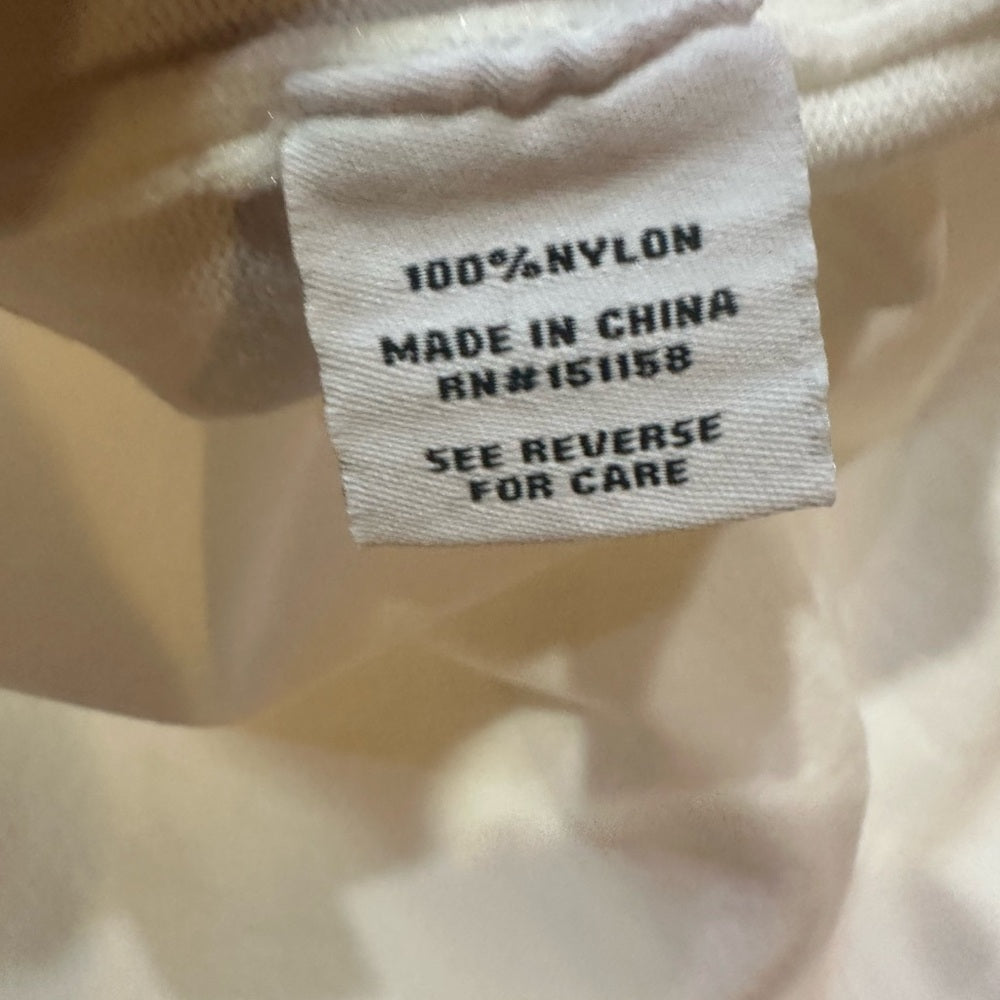 100%NYLON
MADE IN CHINA
RN#151158
SEE REVERSE
FOR CARE